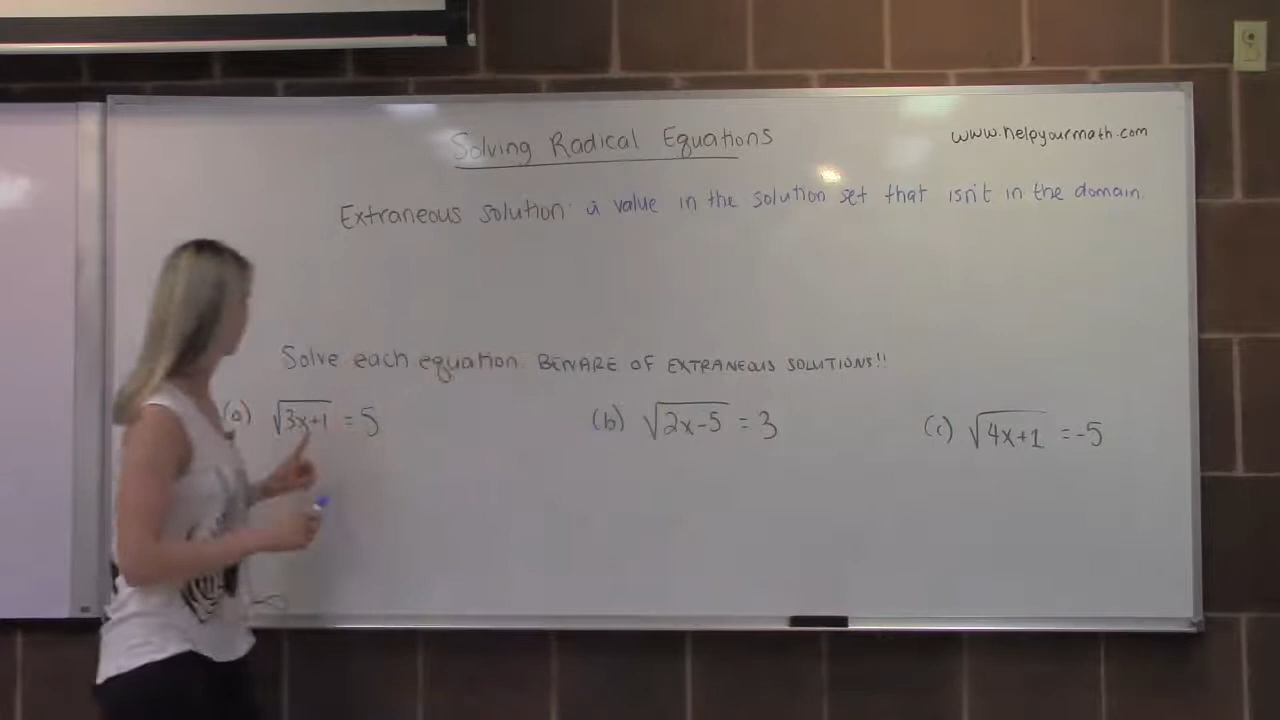 Solving Radical Equations
www.helpyourmath.com
Extraneous solution: a value in the solution set that isn't in the domain.
Solve each equation. BEWARE OF EXTRANEOUS SOLUTIONS!!
(a) √3x+1 = 5
(b) √2x-5 = 3
(c) √4x+1 = -5